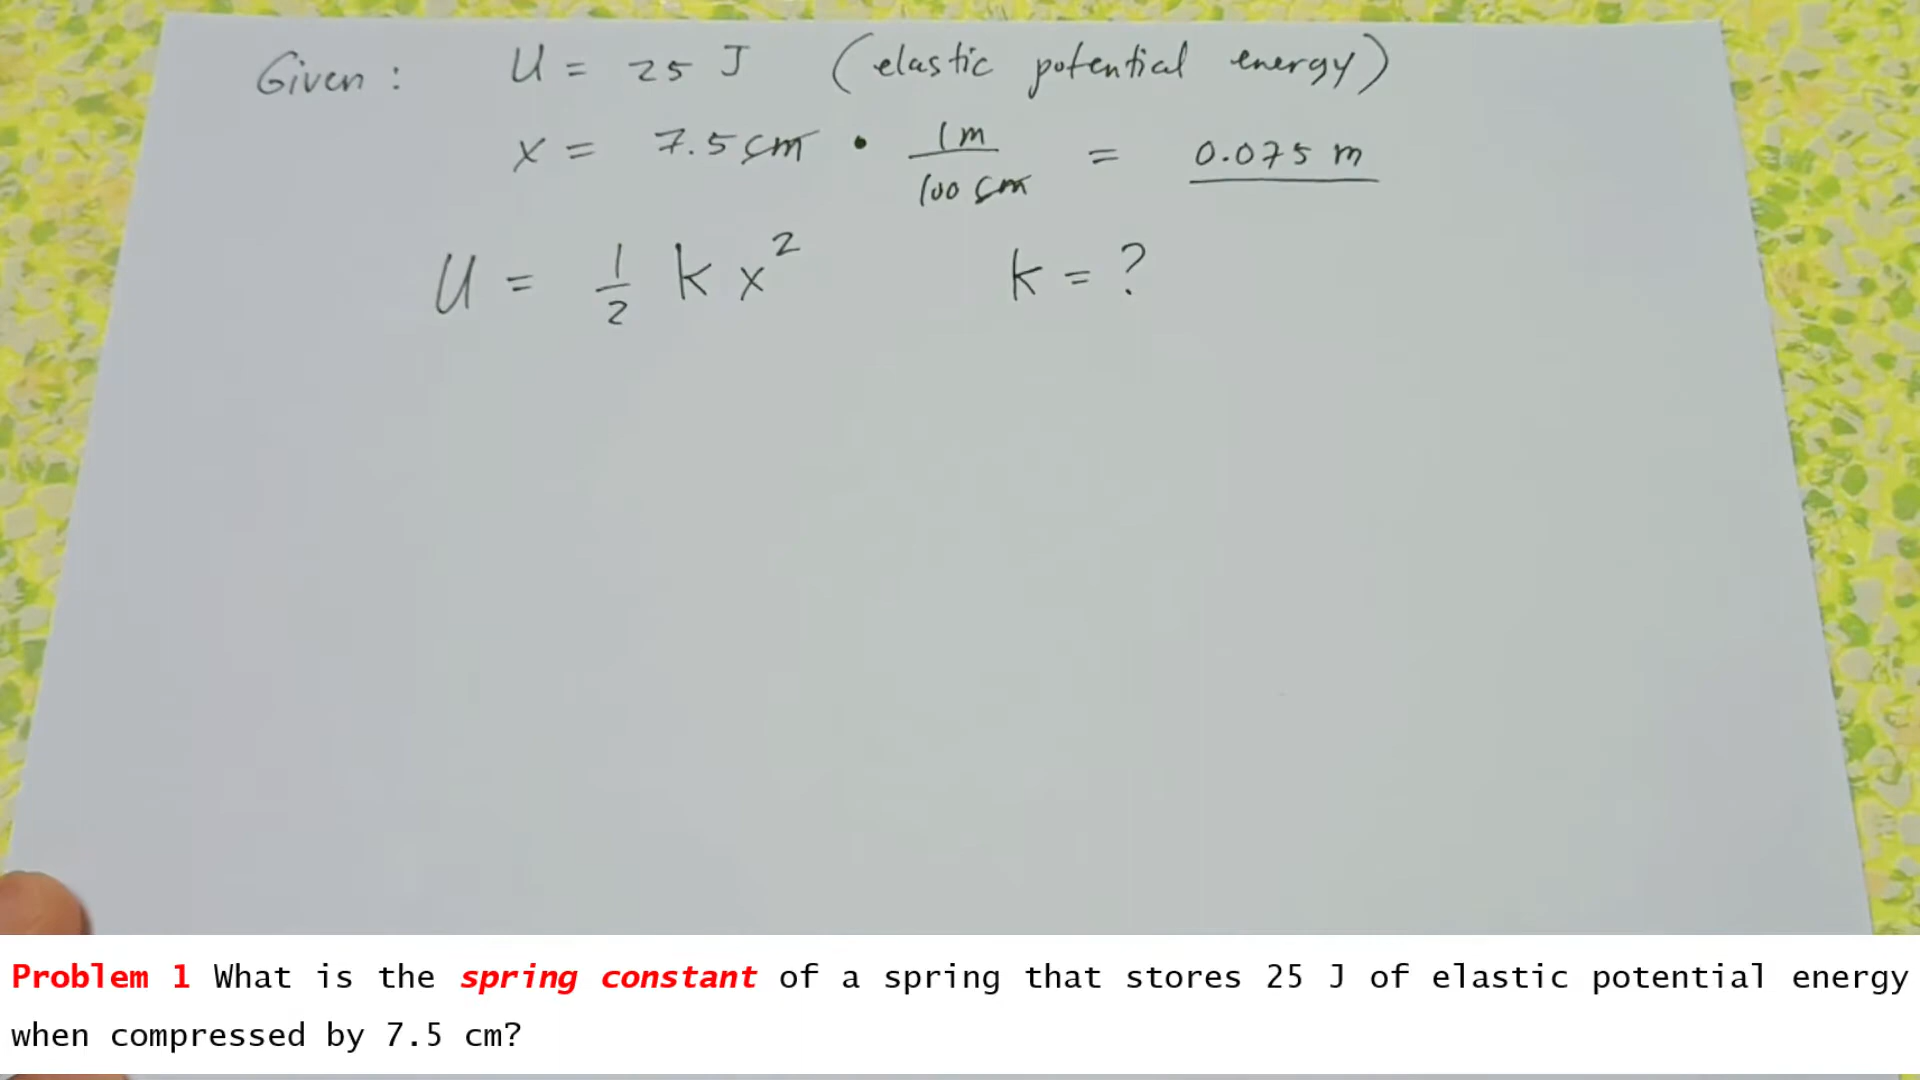 Given : U = 25 J (elastic potential energy)
x = 7.5 cm • 1 m / 100 cm = 0.075 m
U = 1/2 k x² k = ?
Problem 1 What is the spring constant of a spring that stores 25 J of elastic potential energy
when compressed by 7.5 cm?